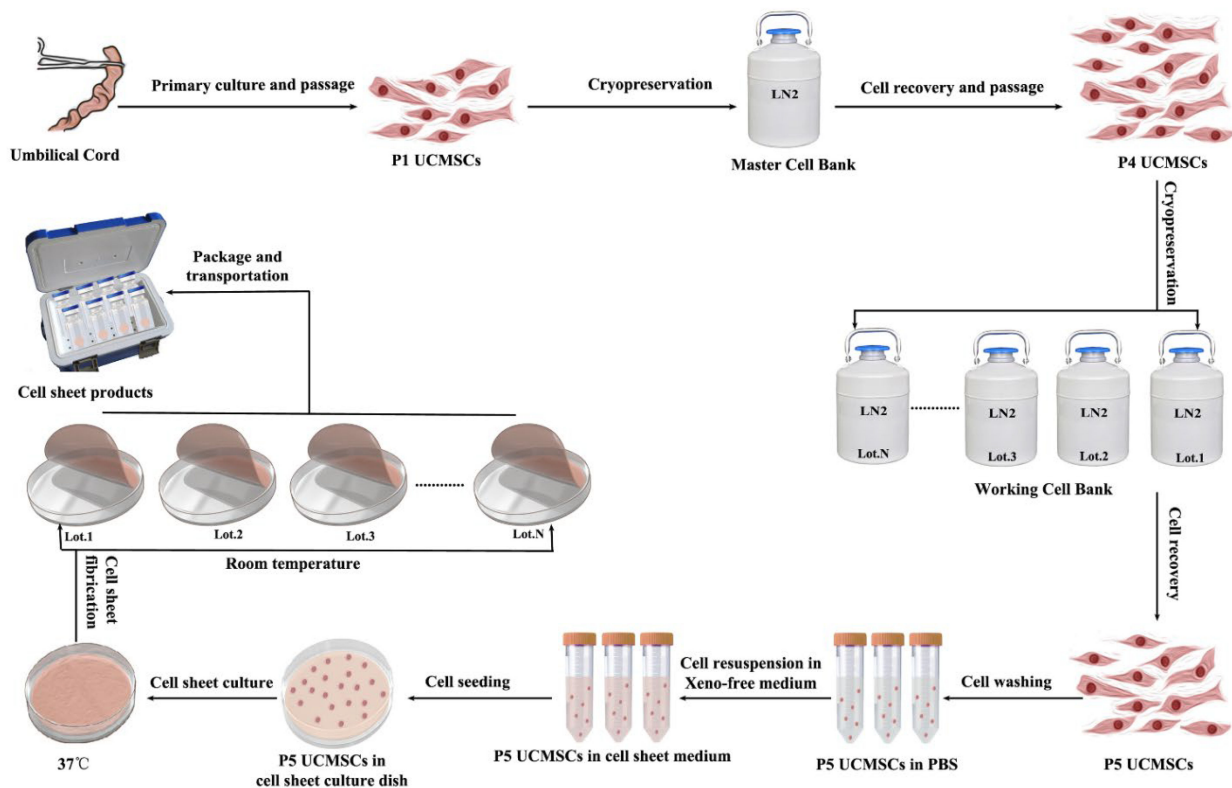 Primary culture and passage
Umbilical Cord
P1 UCMSCs
Cryopreservation
LN2
Master Cell Bank
Cell recovery and passage
P4 UCMSCs
Cryopreservation
LN2
Lot.N
LN2
Lot.3
LN2
Lot.2
LN2
Lot.1
Working Cell Bank
Cell recovery
P5 UCMSCs
Cell washing
P5 UCMSCs in PBS
Cell resuspension in
Xeno-free medium
P5 UCMSCs in cell sheet medium
Cell seeding
P5 UCMSCs in
cell sheet culture dish
Cell sheet culture
37℃
Cell sheet
fibrication
Room temperature
Lot.1
Lot.2
Lot.3
Lot.N
Package and
transportation
Cell sheet products